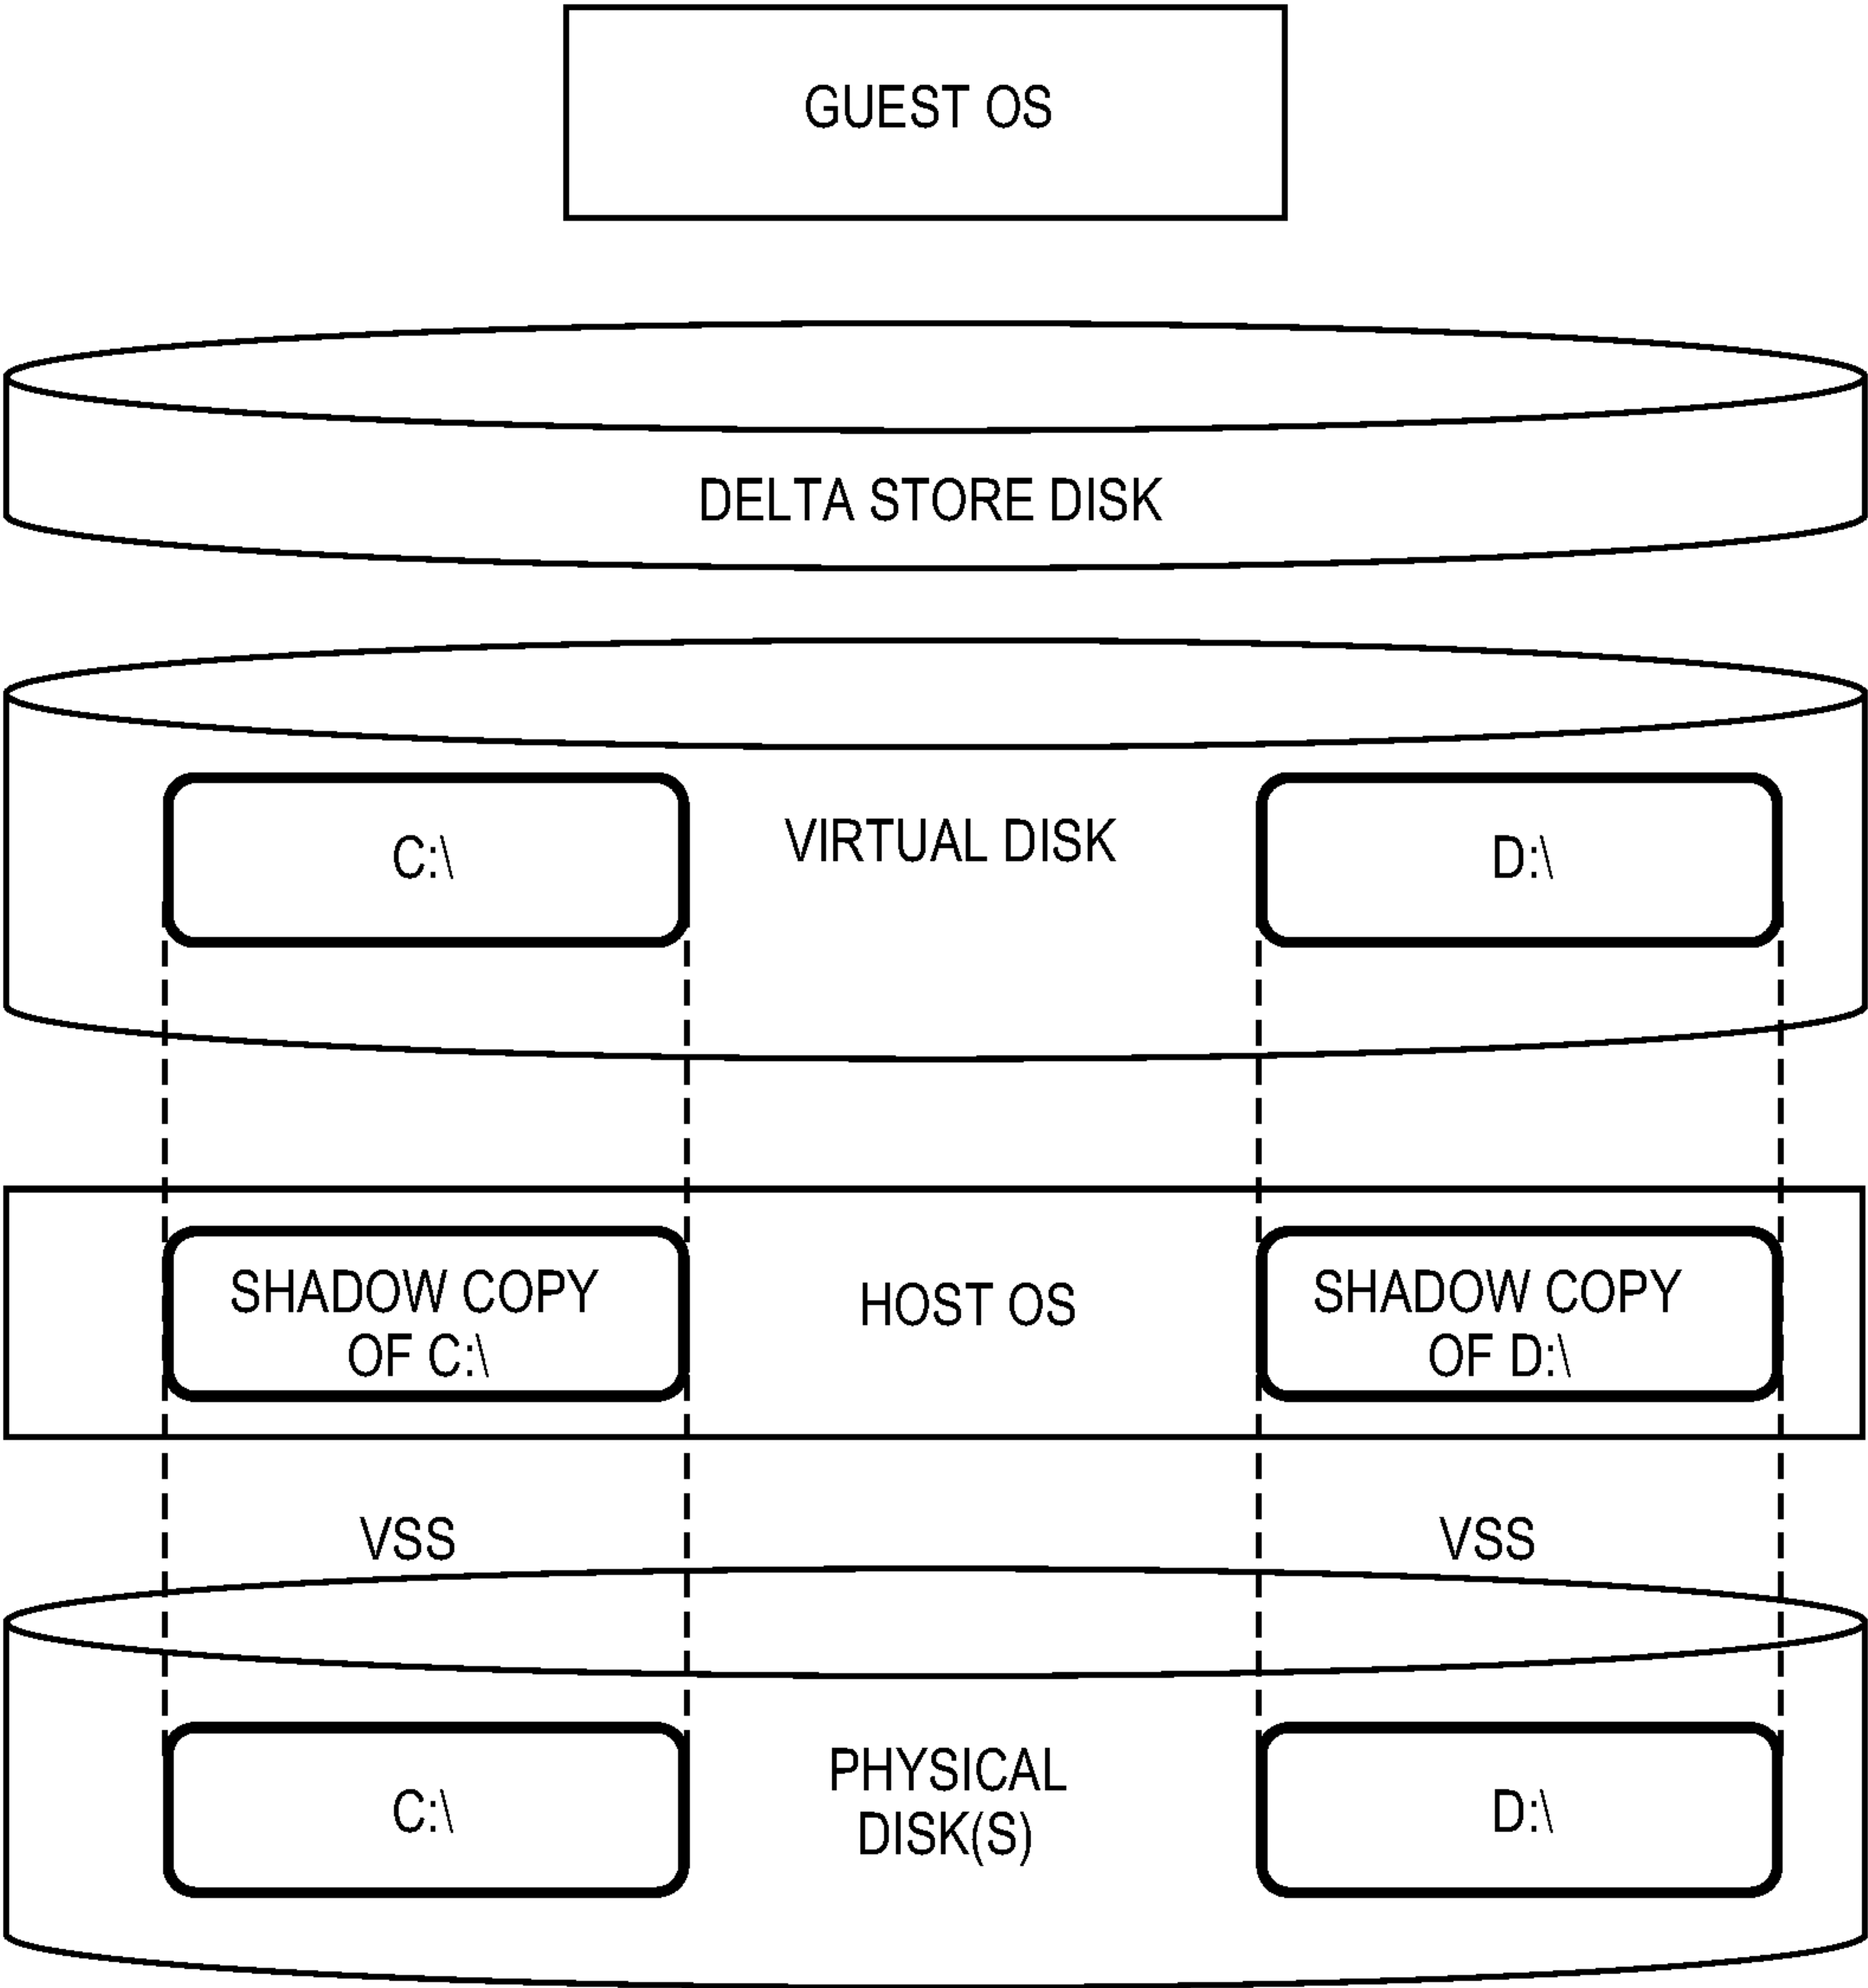 GUEST OS
DELTA STORE DISK
C:\
VIRTUAL DISK
D:\
SHADOW COPY
OF C:\
HOST OS
SHADOW COPY
OF D:\
VSS
VSS
C:\
PHYSICAL
DISK(S)
D:\